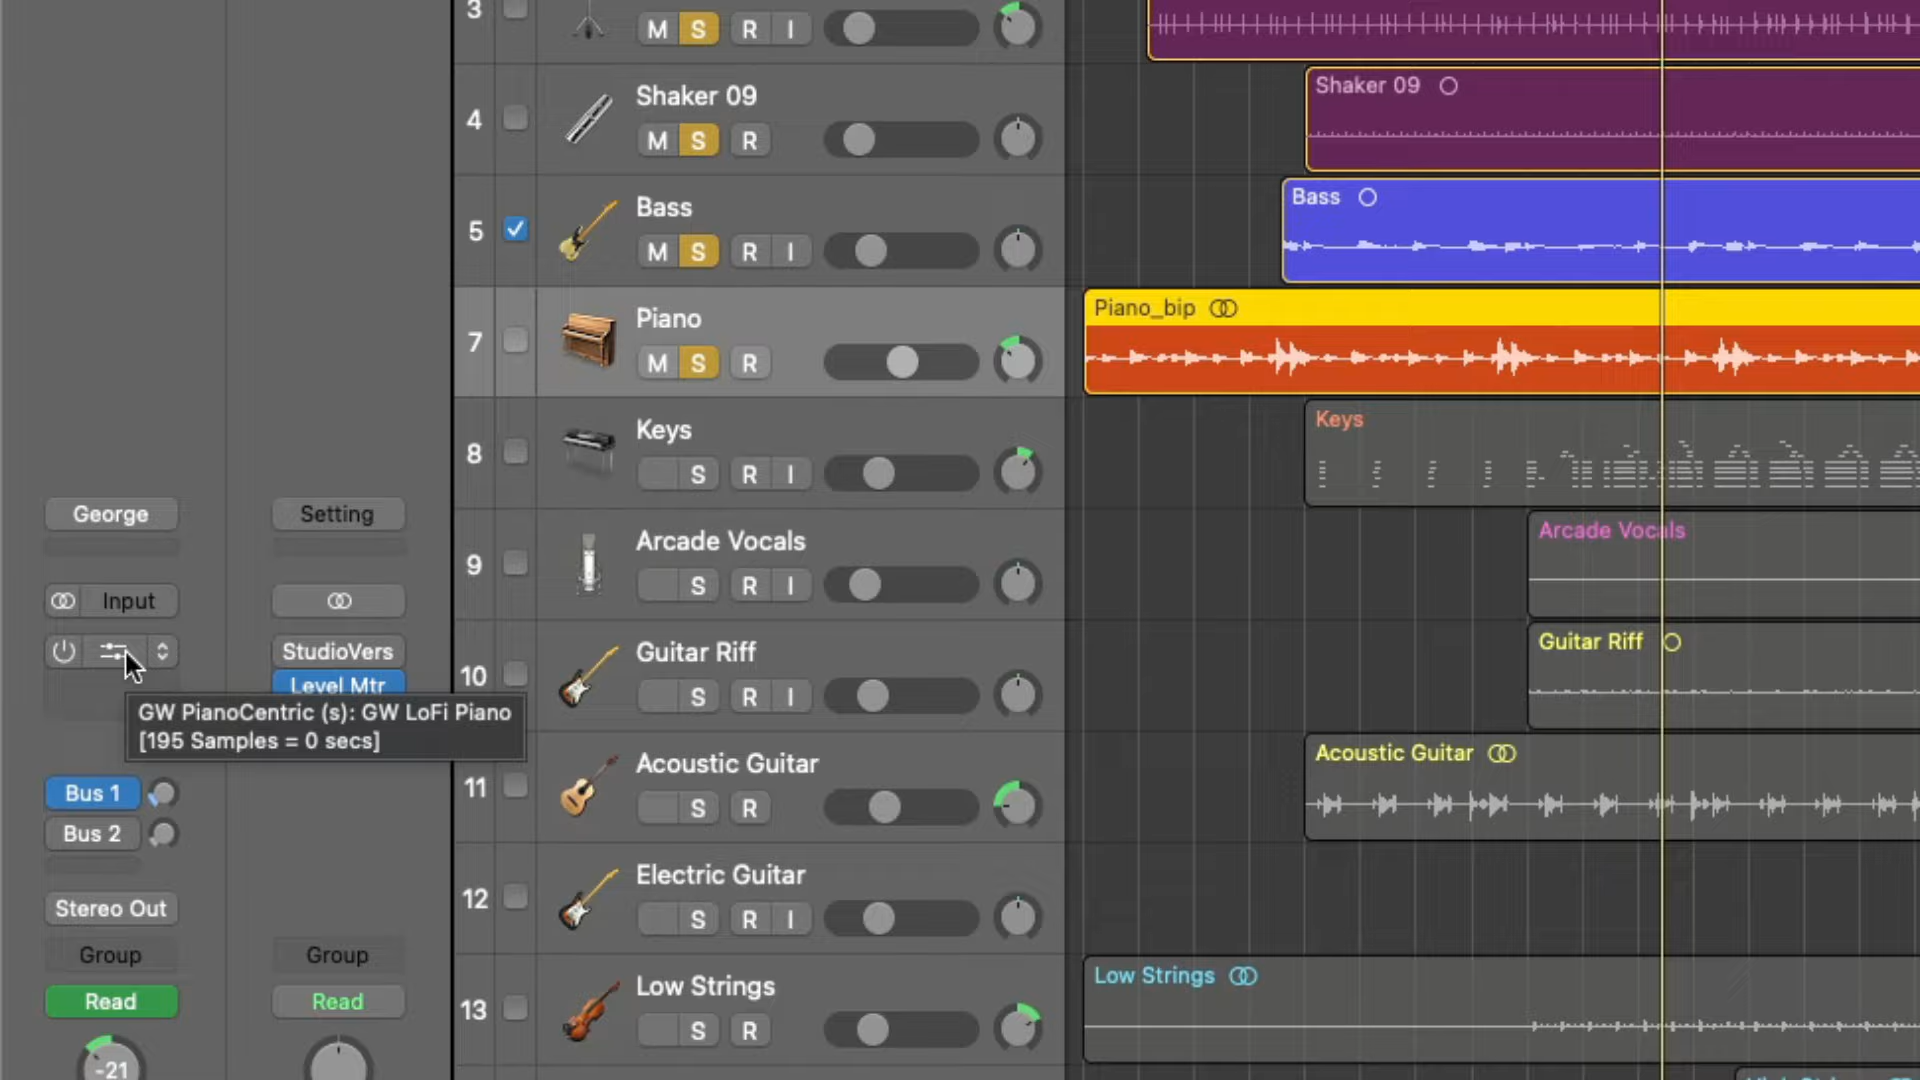 3
M S R I
4
Shaker 09
M S R
Shaker 09
5
Bass
M S R I
Bass
7
Piano
M S R
Piano_bip
8
Keys
S R I
Keys
George
Setting
9
Arcade Vocals
S R I
Arcade Vocals
Input
10
Guitar Riff
S R I
Guitar Riff
StudioVers
Level Mtr
GW PianoCentric (s): GW LoFi Piano
[195 Samples = 0 secs]
11
Acoustic Guitar
S R
Acoustic Guitar
Bus 1
Bus 2
12
Electric Guitar
S R I
Stereo Out
Group
Group
13
Low Strings
S R
Low Strings
Read
Read
-21